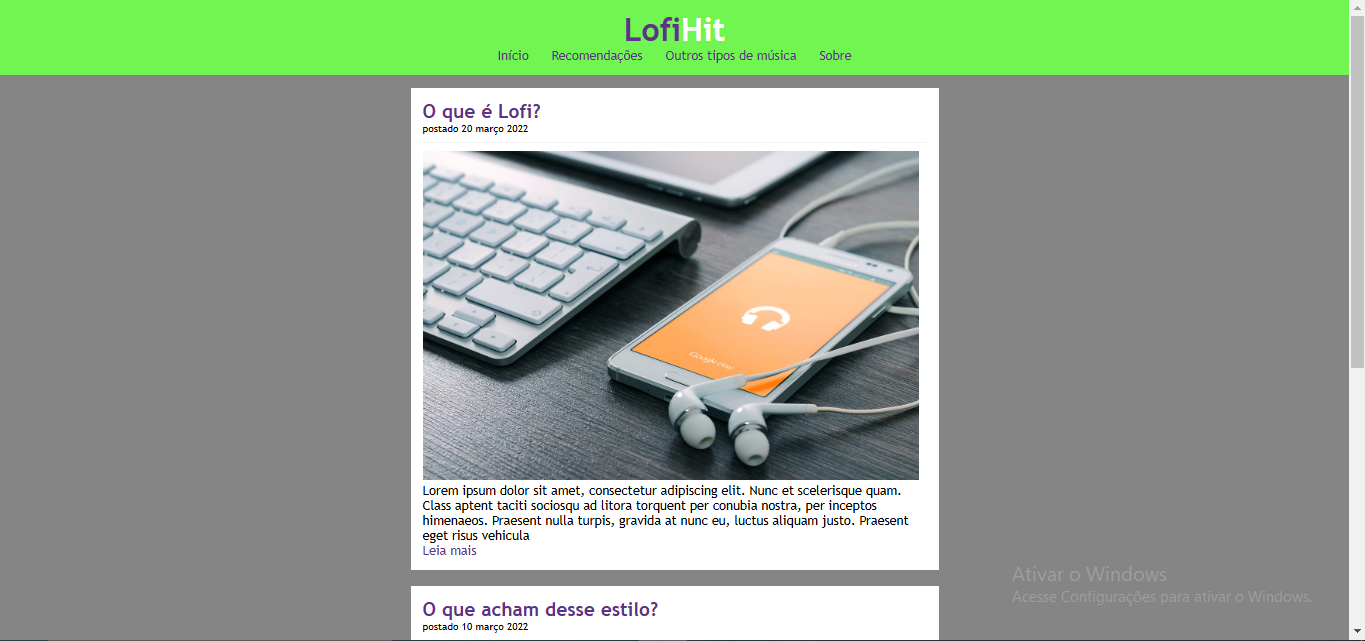 LofiHit
Início Recomendações Outros tipos de música Sobre
O que é Lofi?
postado 20 março 2022
Lorem ipsum dolor sit amet, consectetur adipiscing elit. Nunc et scelerisque quam.
Class aptent taciti sociosqu ad litora torquent per conubia nostra, per inceptos
himenaeos. Praesent nulla turpis, gravida at nunc eu, luctus aliquam justo. Praesent
eget risus vehicula
Leia mais
Ativar o Windows
Acesse Configurações para ativar o Windows.
O que acham desse estilo?
postado 10 março 2022